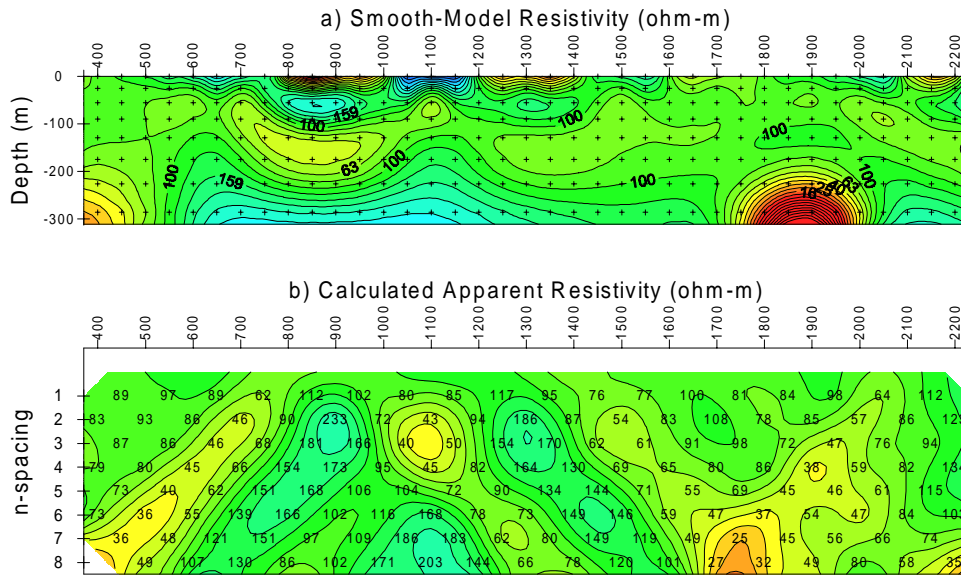 a) Smooth-Model Resistivity (ohm-m)
400 500 600 700 800 900 1000 1100 1200 1300 1400 1500 1600 1700 1800 1900 2000 2100 2200
Depth (m)
0
-100
-200
-300
159
100
100
100
100
63
100
100
159
100
100
b) Calculated Apparent Resistivity (ohm-m)
400 500 600 700 800 900 1000 1100 1200 1300 1400 1500 1600 1700 1800 1900 2000 2100 2200
n-spacing
1 89 97 89 62 112 102 80 85 117 95 76 77 100 81 84 98 64 112
2 83 93 86 46 90 233 72 43 94 186 87 54 83 108 78 85 57 86
3 87 86 46 68 181 166 40 50 154 170 62 61 91 98 72 47 76 94
4 79 80 45 66 154 173 95 45 82 164 130 69 65 80 86 38 59 82
5 73 40 62 151 168 106 104 72 90 134 144 71 55 69 45 46 61 115
6 73 36 55 139 166 102 116 168 78 73 149 146 59 47 37 54 47 84
7 36 48 121 151 97 109 186 183 62 80 149 119 49 25 45 56 66 74
8 49 107 130 86 102 171 203 144 66 78 120 101 27 32 49 90 58